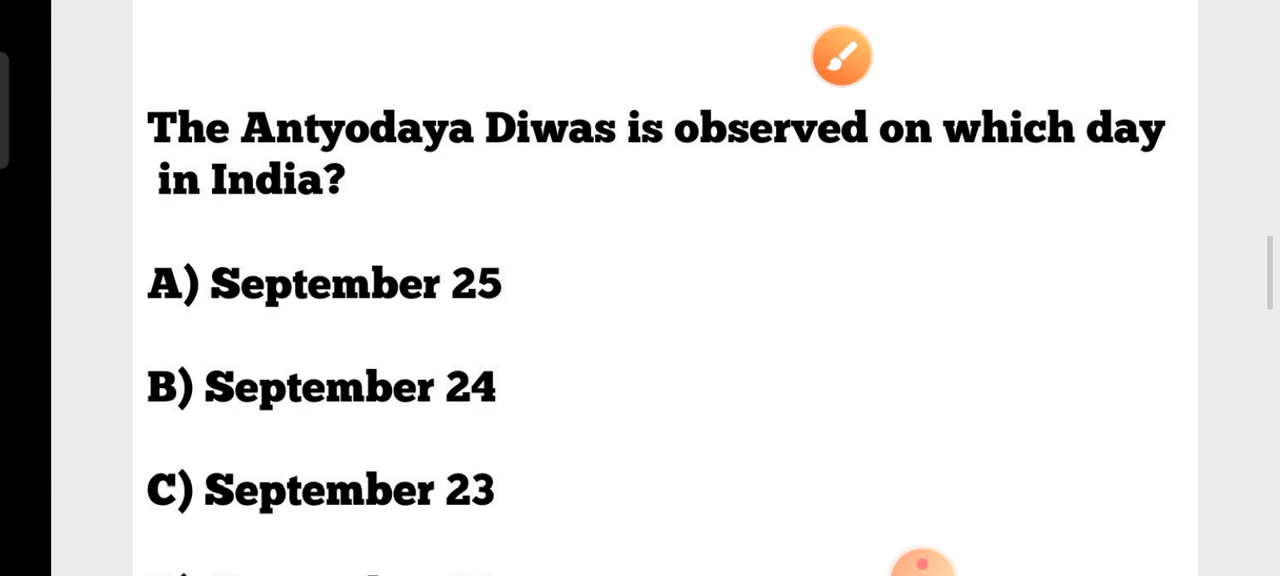 The Antyodaya Diwas is observed on which day
in India?
A) September 25
B) September 24
C) September 23